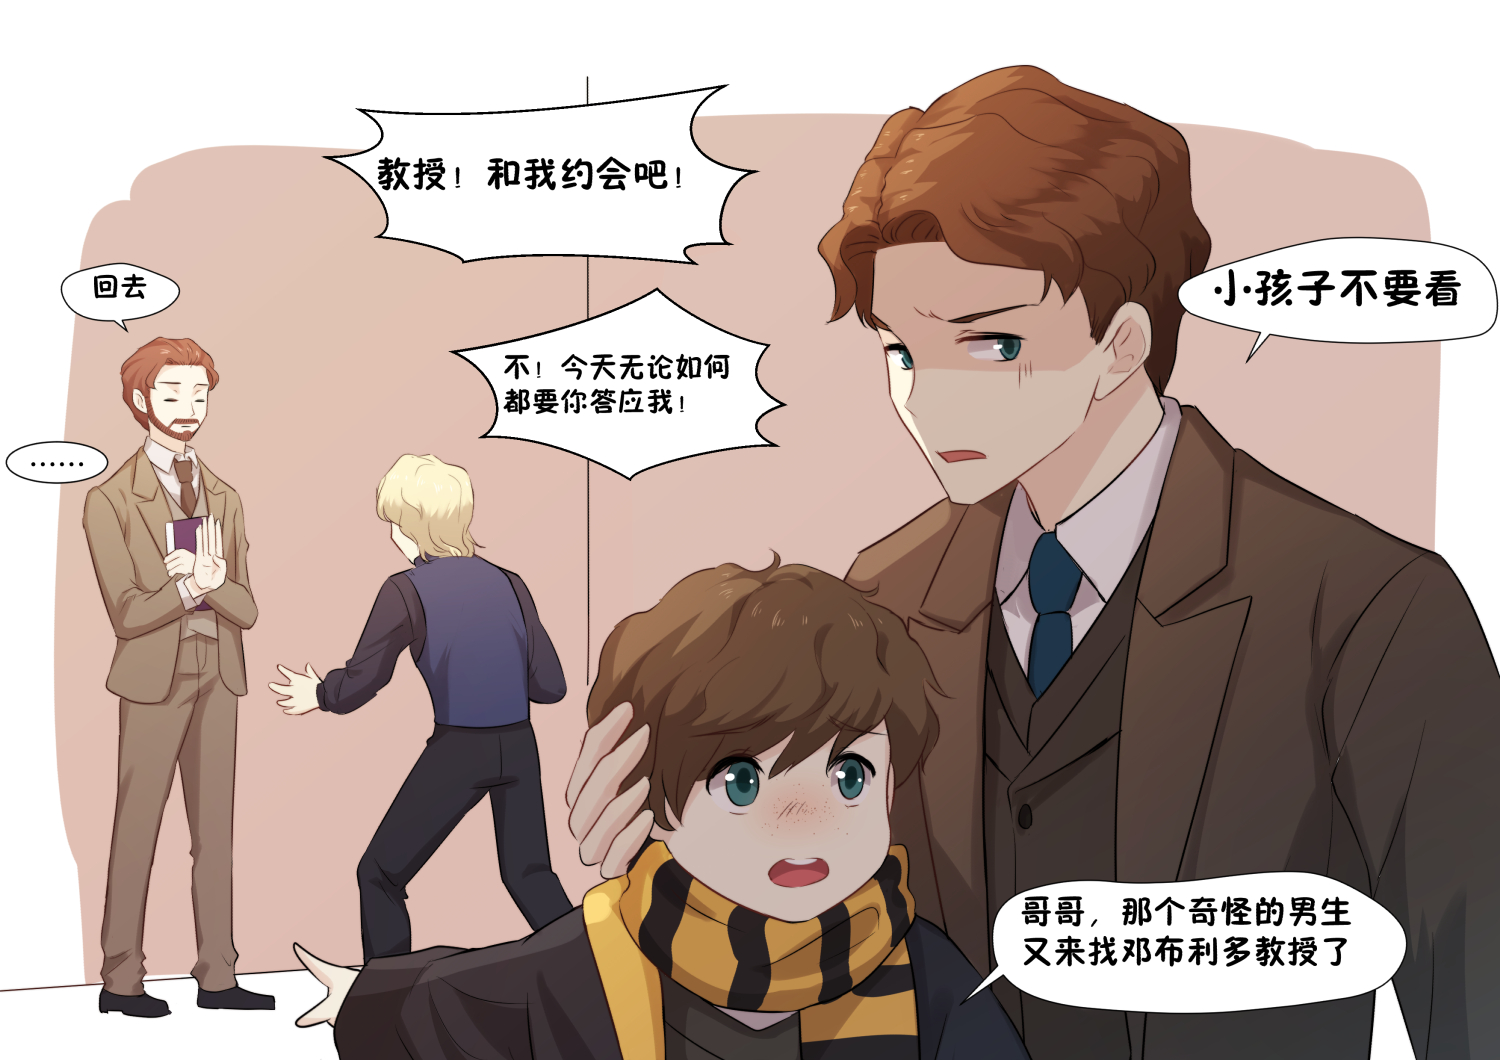 教授！和我约会吧！
回去
不！今天无论如何
都要你答应我！
……
小孩子不要看
哥哥，那个奇怪的男生
又来找邓布利多教授了